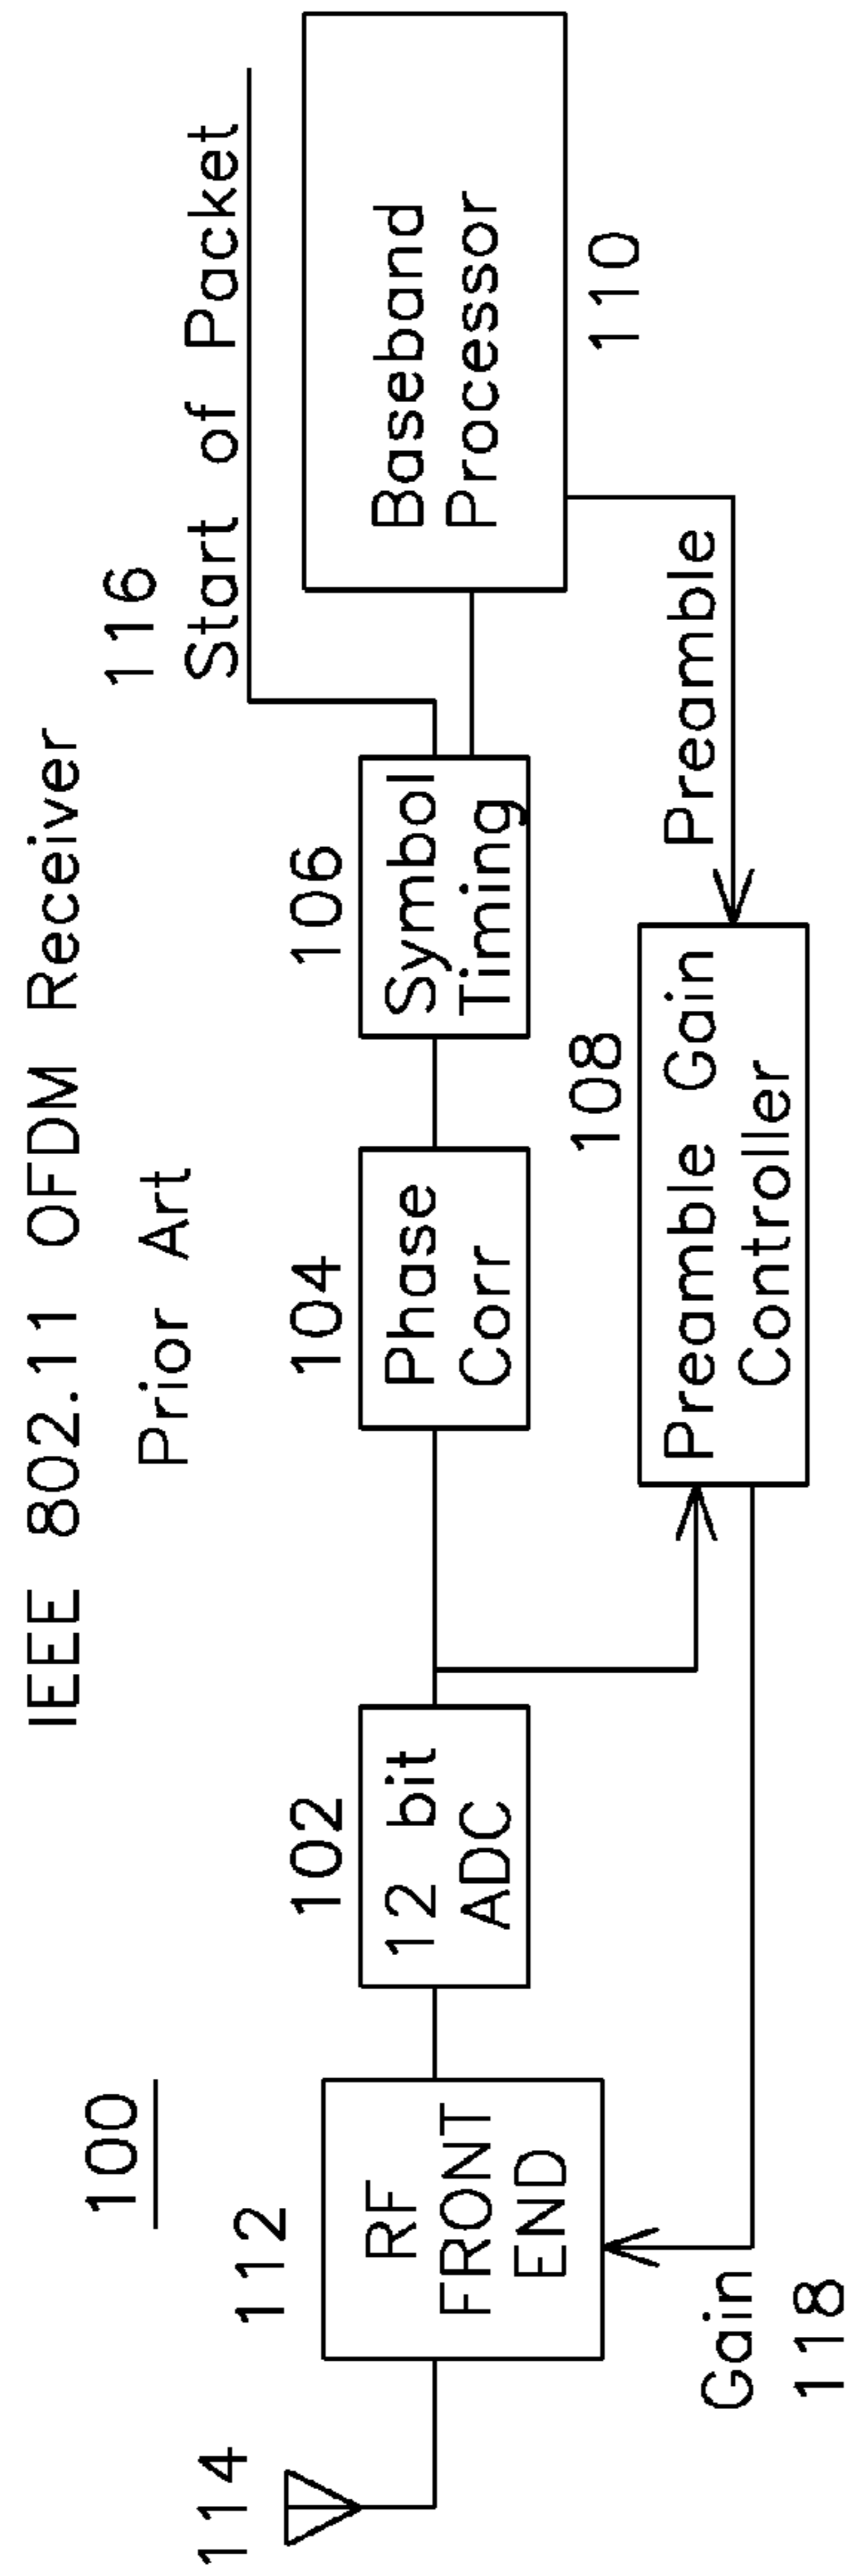 IEEE 802.11 OFDM Receiver
Prior Art
100
116
Start of Packet
114
112
RF
FRONT
END
102
12 bit
ADC
104
Phase
Corr
106
Symbol
Timing
Baseband
Processor
110
108
Preamble Gain
Controller
Preamble
Gain
118